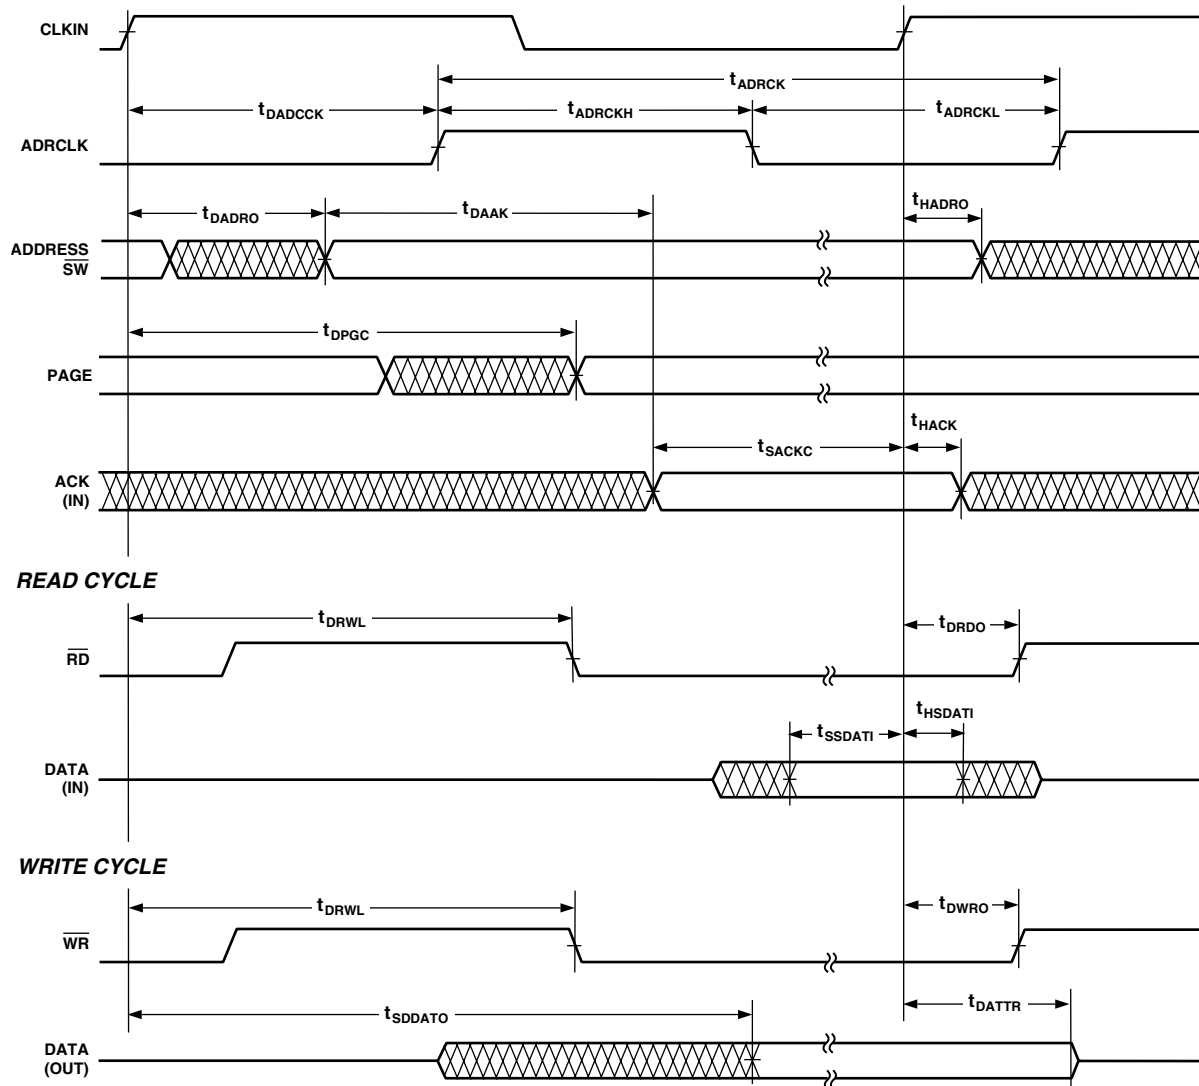 CLKIN
tADRCK
tDADCCK
tADRCKH
tADRCKL
ADRCLK
tDADRO
tDAAK
tHADRO
ADDRESS
SW
tDPGC
PAGE
tHACK
tSACKC
ACK
(IN)
READ CYCLE
tDRWL
tDRDO
RD
tHSDATI
tSSDATI
DATA
(IN)
WRITE CYCLE
tDRWL
tDWRO
WR
tDATTR
tSDDATO
DATA
(OUT)